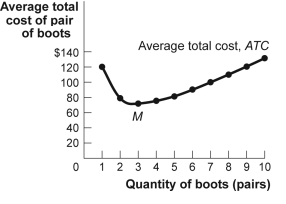 Average total
cost of pair
of boots
Average total cost, ATC
$140
120
100
80
60
40
20
M
0 1 2 3 4 5 6 7 8 9 10
Quantity of boots (pairs)